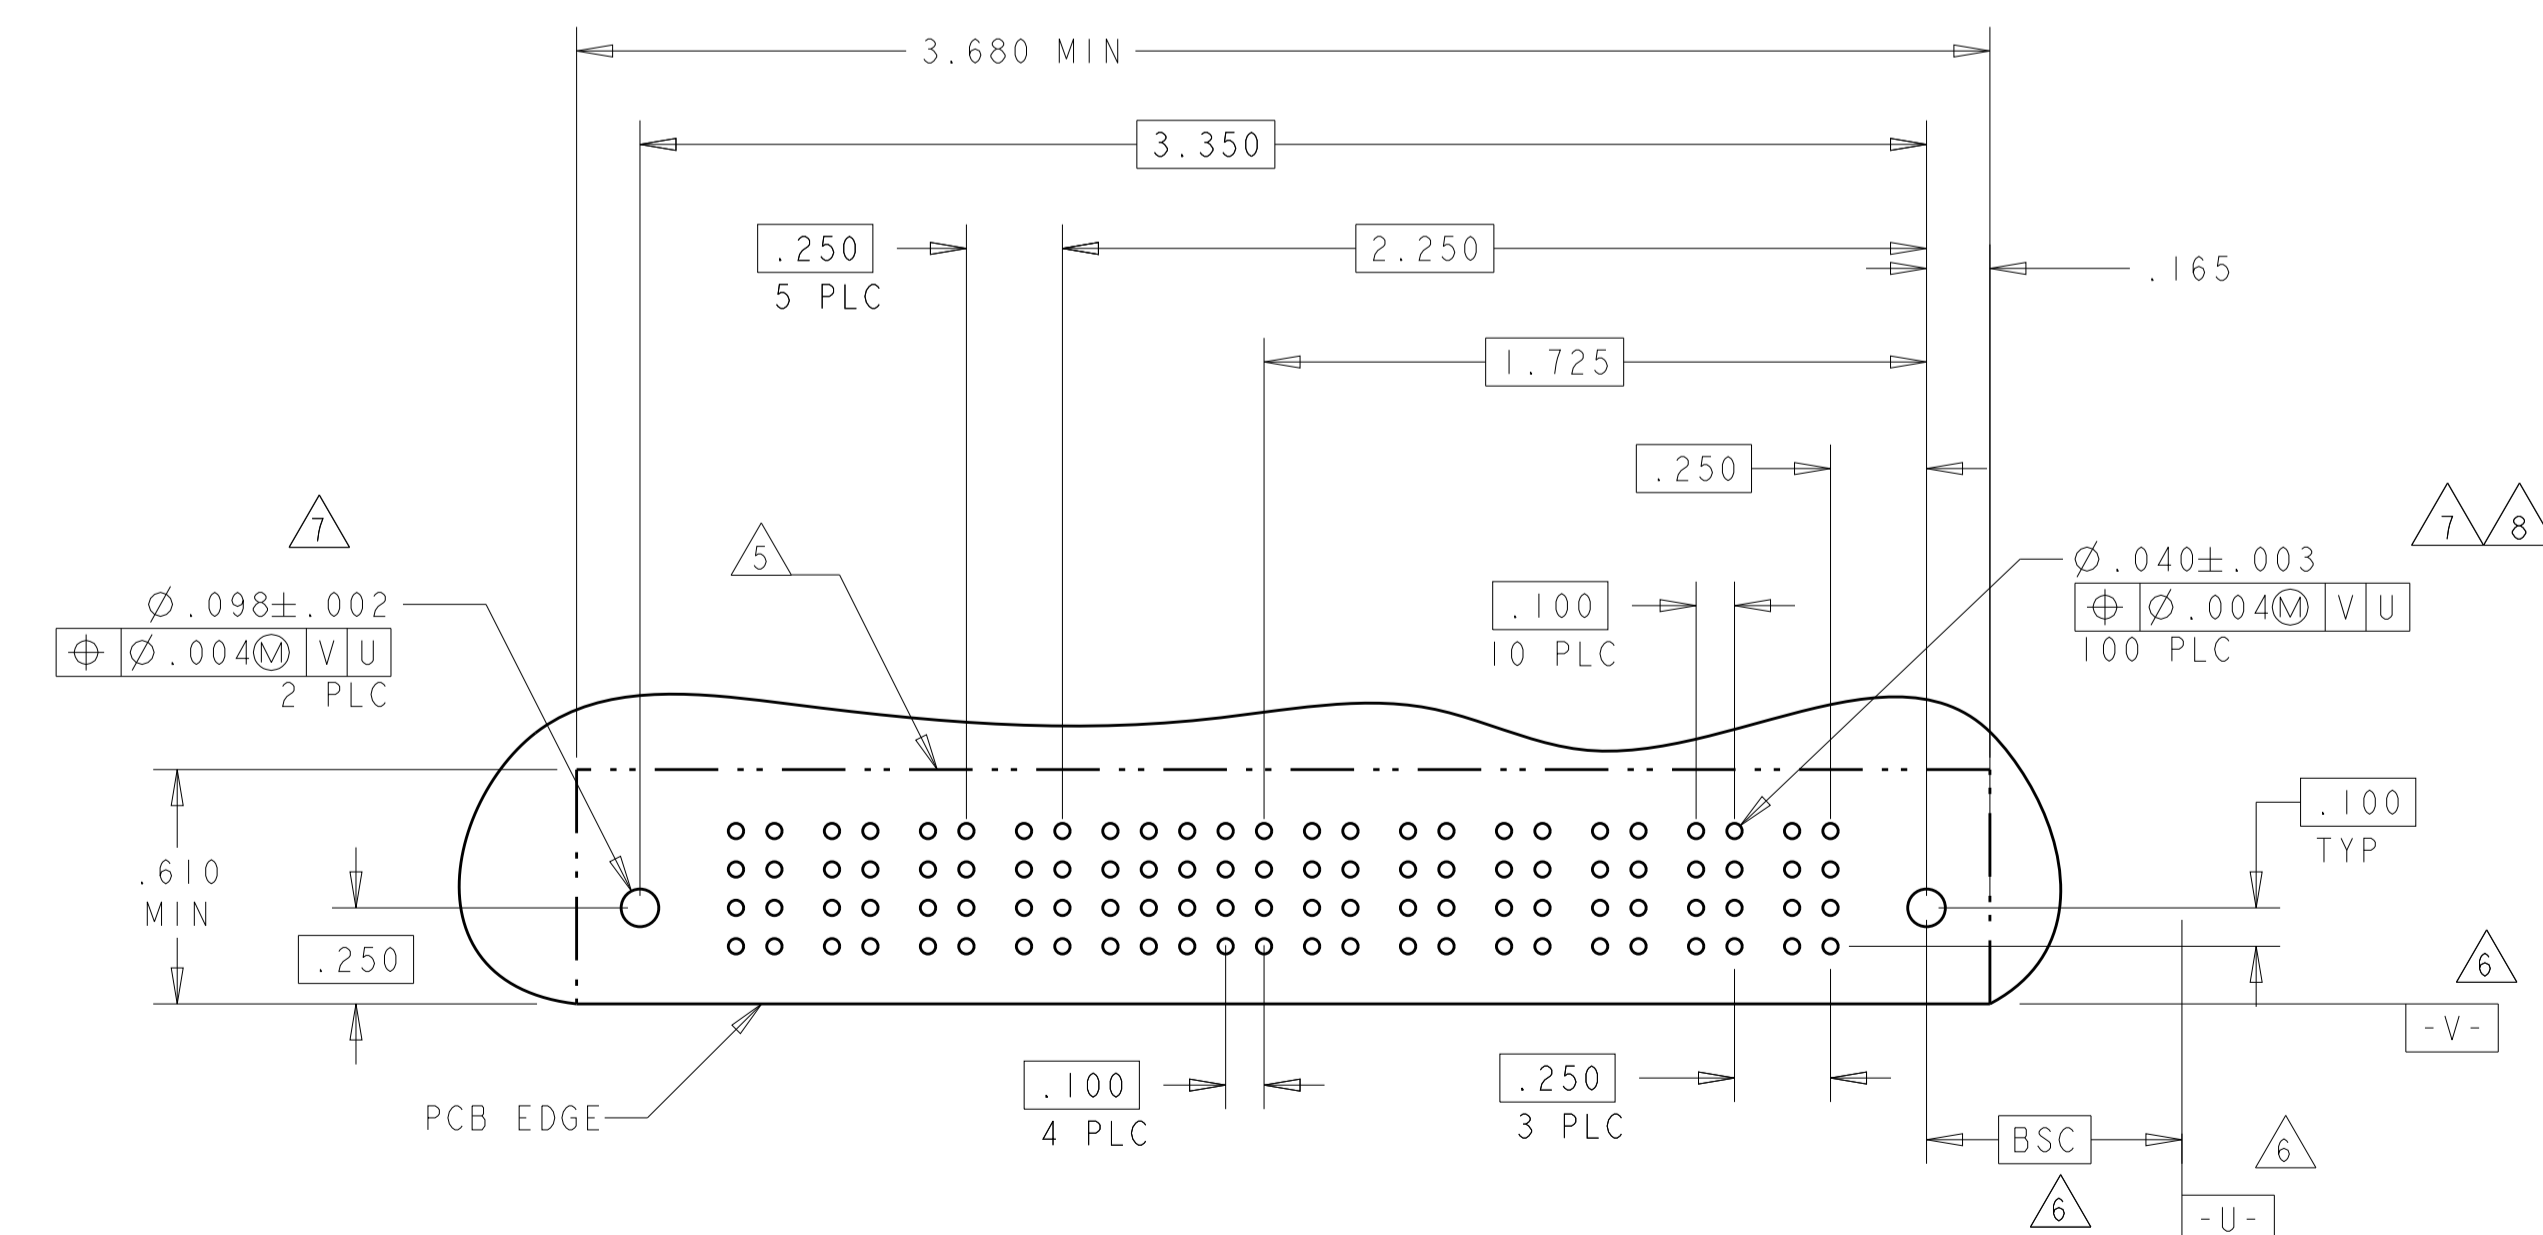 3.680 MIN
3.350
.250
5 PLC
2.250
.165
1.725
.250
7
5
7 8
⌀.098±.002
⌖ ⌀.004Ⓜ V U
2 PLC
.100
10 PLC
⌀.040±.003
⌖ ⌀.004Ⓜ V U
100 PLC
.610
MIN
.250
.100
TYP
6
-V-
PCB EDGE
.100
4 PLC
.250
3 PLC
BSC
6
6
-U-